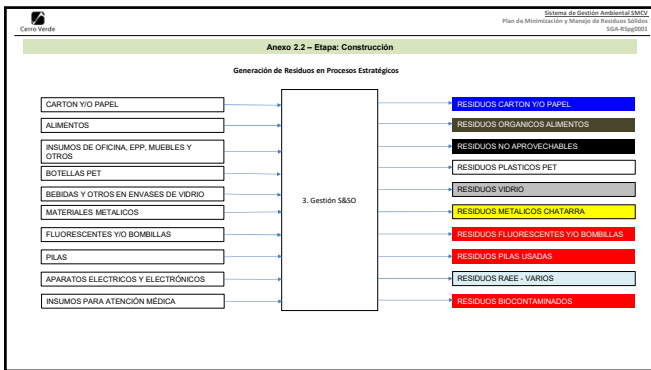 Cerro Verde
Sistema de Gestión Ambiental SMCV
Plan de Minimización y Manejo de Residuos Sólidos
SGA-RSpg0001
Anexo 2.2 – Etapa: Construcción
Generación de Residuos en Procesos Estratégicos
CARTON Y/O PAPEL
ALIMENTOS
INSUMOS DE OFICINA, EPP, MUEBLES Y
OTROS
BOTELLAS PET
BEBIDAS Y OTROS EN ENVASES DE VIDRIO
MATERIALES METALICOS
FLUORESCENTES Y/O BOMBILLAS
PILAS
APARATOS ELECTRICOS Y ELECTRÓNICOS
INSUMOS PARA ATENCIÓN MÉDICA
3. Gestión S&SO
RESIDUOS CARTON Y/O PAPEL
RESIDUOS ORGANICOS ALIMENTOS
RESIDUOS NO APROVECHABLES
RESIDUOS PLASTICOS PET
RESIDUOS VIDRIO
RESIDUOS METALICOS CHATARRA
RESIDUOS FLUORESCENTES Y/O BOMBILLAS
RESIDUOS PILAS USADAS
RESIDUOS RAEE - VARIOS
RESIDUOS BIOCONTAMINADOS